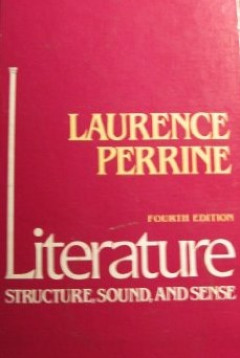 LAURENCE
PERRINE
FOURTH EDITION
Literature
STRUCTURE, SOUND, AND SENSE